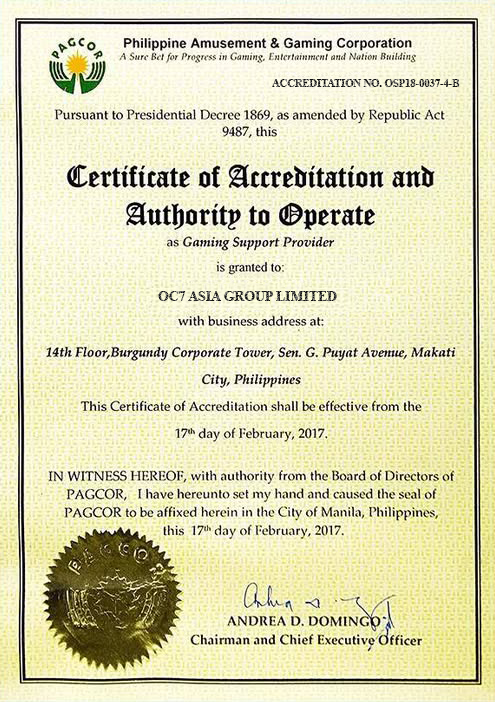 PAGCOR
Philippine Amusement & Gaming Corporation
A Sure Bet for Progress in Gaming, Entertainment and Nation Building
ACCREDITATION NO. OSP18-0037-4-B
Pursuant to Presidential Decree 1869, as amended by Republic Act
9487, this
Certificate of Accreditation and
Authority to Operate
as Gaming Support Provider
is granted to:
OC7 ASIA GROUP LIMITED
with business address at:
14th Floor,Burgundy Corporate Tower, Sen. G. Puyat Avenue, Makati
City, Philippines
This Certificate of Accreditation shall be effective from the
17th day of February, 2017.
IN WITNESS HEREOF, with authority from the Board of Directors of
PAGCOR, I have hereunto set my hand and caused the seal of
PAGCOR to be affixed herein in the City of Manila, Philippines,
this 17th day of February, 2017.
PAGCOR
ANDREA D. DOMINGO
Chairman and Chief Executive Officer